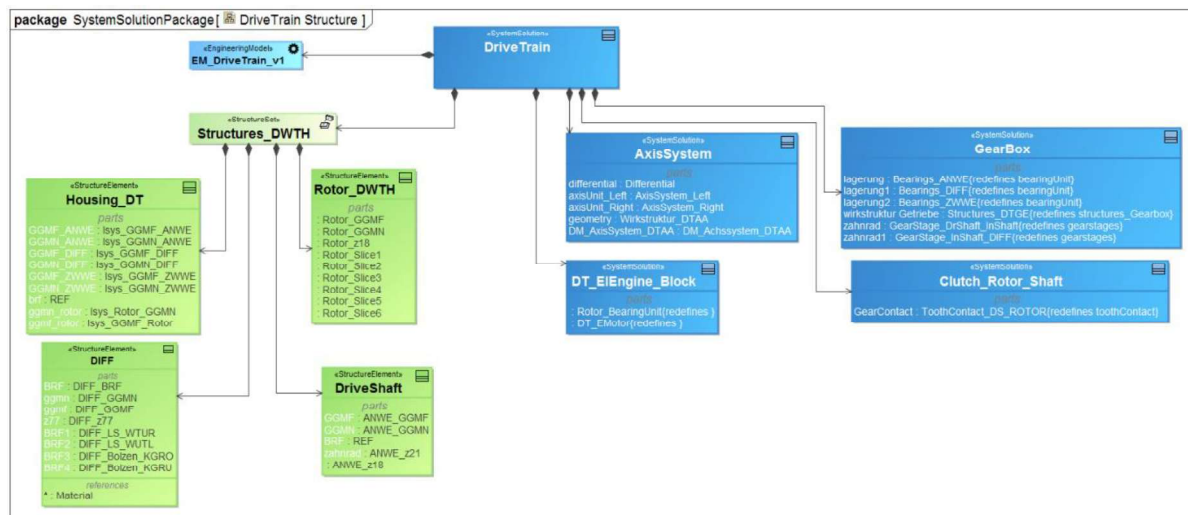 package SystemSolutionPackage[ DriveTrain Structure ]
«EngineeringModel»
EM_DriveTrain_v1
«SystemSolution»
DriveTrain
«StructureSet»
Structures_DWTH
«StructureElement»
Housing_DT
parts
GGMF_ANWE : Isys_GGMF_ANWE
GGMN_ANWE : Isys_GGMN_ANWE
GGMF_DIFF : Isys_GGMF_DIFF
GGMN_DIFF : Isys_GGMN_DIFF
GGMF_ZWWE : Isys_GGMF_ZWWE
GGMN_ZWWE : Isys_GGMN_ZWWE
brf : REF
ggmn_rotor : Isys_Rotor_GGMN
ggmf_rotor : Isys_GGMF_Rotor
«StructureElement»
Rotor_DWTH
parts
: Rotor_GGMF
: Rotor_GGMN
: Rotor_z18
: Rotor_Slice1
: Rotor_Slice2
: Rotor_Slice3
: Rotor_Slice4
: Rotor_Slice5
: Rotor_Slice6
«StructureElement»
DIFF
parts
BRF : DIFF_BRF
ggmn : DIFF_GGMN
ggmf : DIFF_GGMF
z77 : DIFF_z77
BRF1 : DIFF_LS_WTUR
BRF2 : DIFF_LS_WUTL
BRF3 : DIFF_Bolzen_KGRO
BRF4 : DIFF_Bolzen_KGRU
references
* : Material
«StructureElement»
DriveShaft
parts
GGMF : ANWE_GGMF
GGMN : ANWE_GGMN
BRF : REF
zahnrad : ANWE_z21
: ANWE_z18
«SystemSolution»
AxisSystem
parts
differential : Differential
axisUnit_Left : AxisSystem_Left
axisUnit_Right : AxisSystem_Right
geometry : Wirkstruktur_DTAA
DM_AxisSystem_DTAA : DM_Achssystem_DTAA
«SystemSolution»
DT_ElEngine_Block
parts
: Rotor_BearingUnit{redefines }
: DT_EMotor{redefines }
«SystemSolution»
GearBox
parts
lagerung : Bearings_ANWE{redefines bearingUnit}
lagerung1 : Bearings_DIFF{redefines bearingUnit}
lagerung2 : Bearings_ZWWE{redefines bearingUnit}
wirkstruktur Getriebe : Structures_DTGE{redefines structures_Gearbox}
zahnrad : GearStage_DrShaft_InShaft{redefines gearstages}
zahnrad1 : GearStage_InShaft_DIFF{redefines gearstages}
«SystemSolution»
Clutch_Rotor_Shaft
parts
GearContact : ToothContact_DS_ROTOR{redefines toothContact}